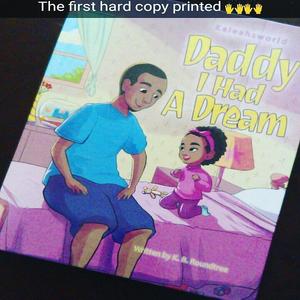 The first hard copy printed 🙌🙌🙌
Kaleahsworld
Daddy
I Had
A Dream
Written by K. R. Roundtree